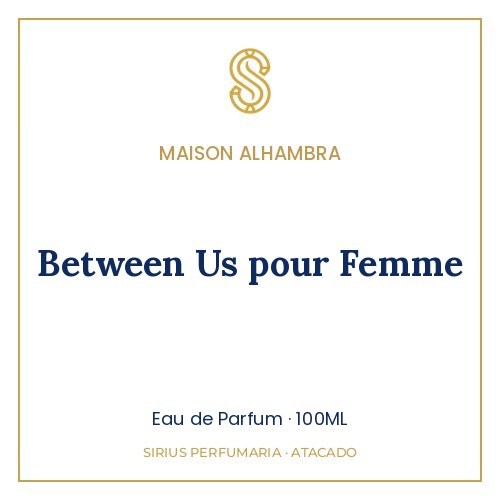 MAISON ALHAMBRA
Between Us pour Femme
Eau de Parfum · 100ML
SIRIUS PERFUMARIA · ATACADO